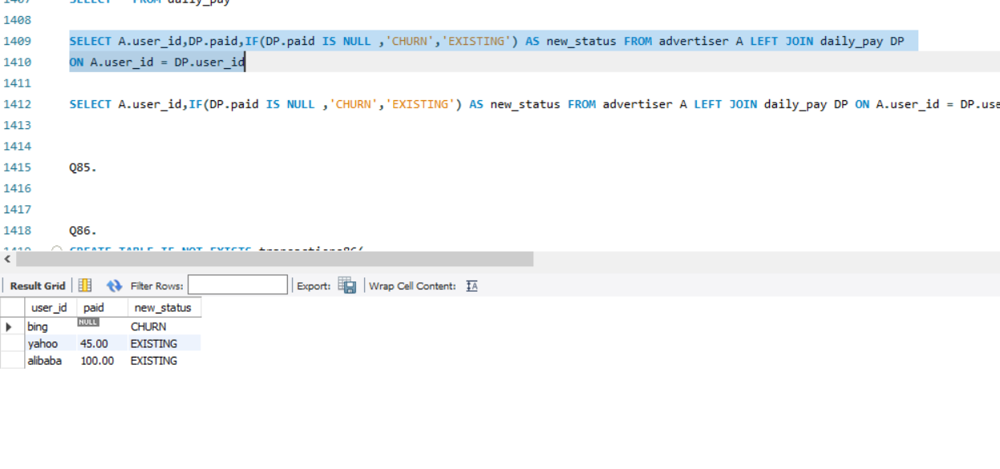 1407 SELECT * FROM daily_pay
1408
1409 SELECT A.user_id,DP.paid,IF(DP.paid IS NULL ,'CHURN','EXISTING') AS new_status FROM advertiser A LEFT JOIN daily_pay DP
1410 ON A.user_id = DP.user_id
1411
1412 SELECT A.user_id,IF(DP.paid IS NULL ,'CHURN','EXISTING') AS new_status FROM advertiser A LEFT JOIN daily_pay DP ON A.user_id = DP.use
1413
1414
1415 Q85.
1416
1417
1418 Q86.
1419 CREATE TABLE IF NOT EXISTS transactions86(
Result Grid Filter Rows: Export: Wrap Cell Content: IA
user_id paid new_status
bing NULL CHURN
yahoo 45.00 EXISTING
alibaba 100.00 EXISTING